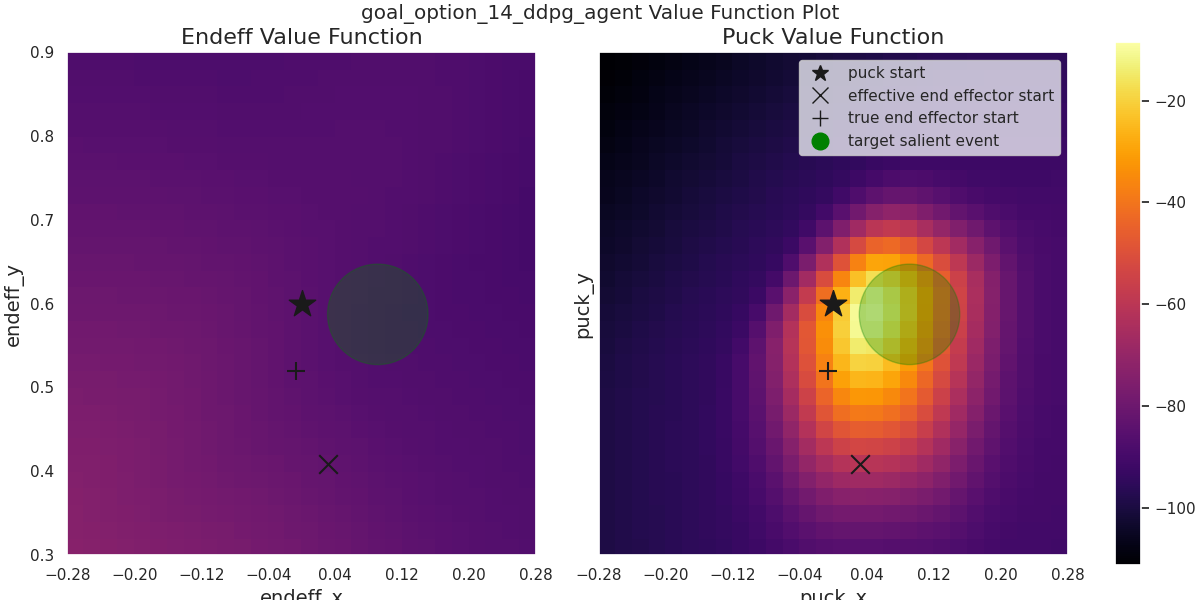 goal_option_14_ddpg_agent Value Function Plot
Endeff Value Function
Puck Value Function
puck start
effective end effector start
true end effector start
target salient event
0.9
0.8
0.7
0.6
0.5
0.4
0.3
endeff_y
−0.28 −0.20 −0.12 −0.04 0.04 0.12 0.20 0.28
endeff_x
puck_y
−0.28 −0.20 −0.12 −0.04 0.04 0.12 0.20 0.28
puck_x
−20
−40
−60
−80
−100